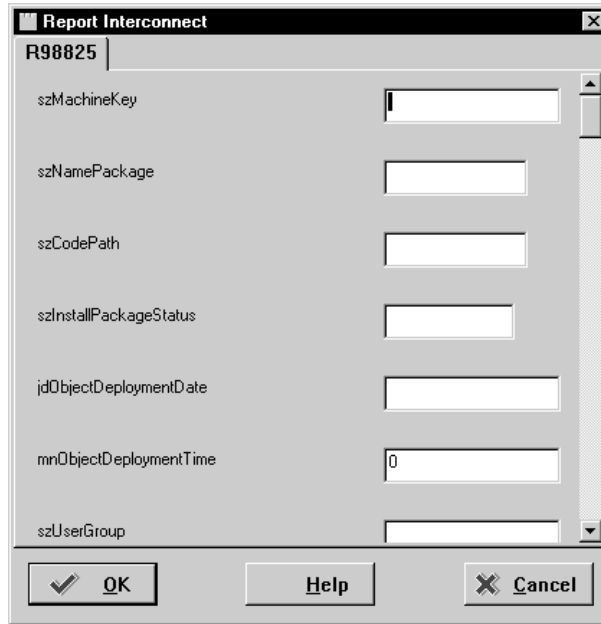 Report Interconnect
R98825
szMachineKey
szNamePackage
szCodePath
szInstallPackageStatus
jdObjectDeploymentDate
mnObjectDeploymentTime 0
szUserGroup
OK Help Cancel